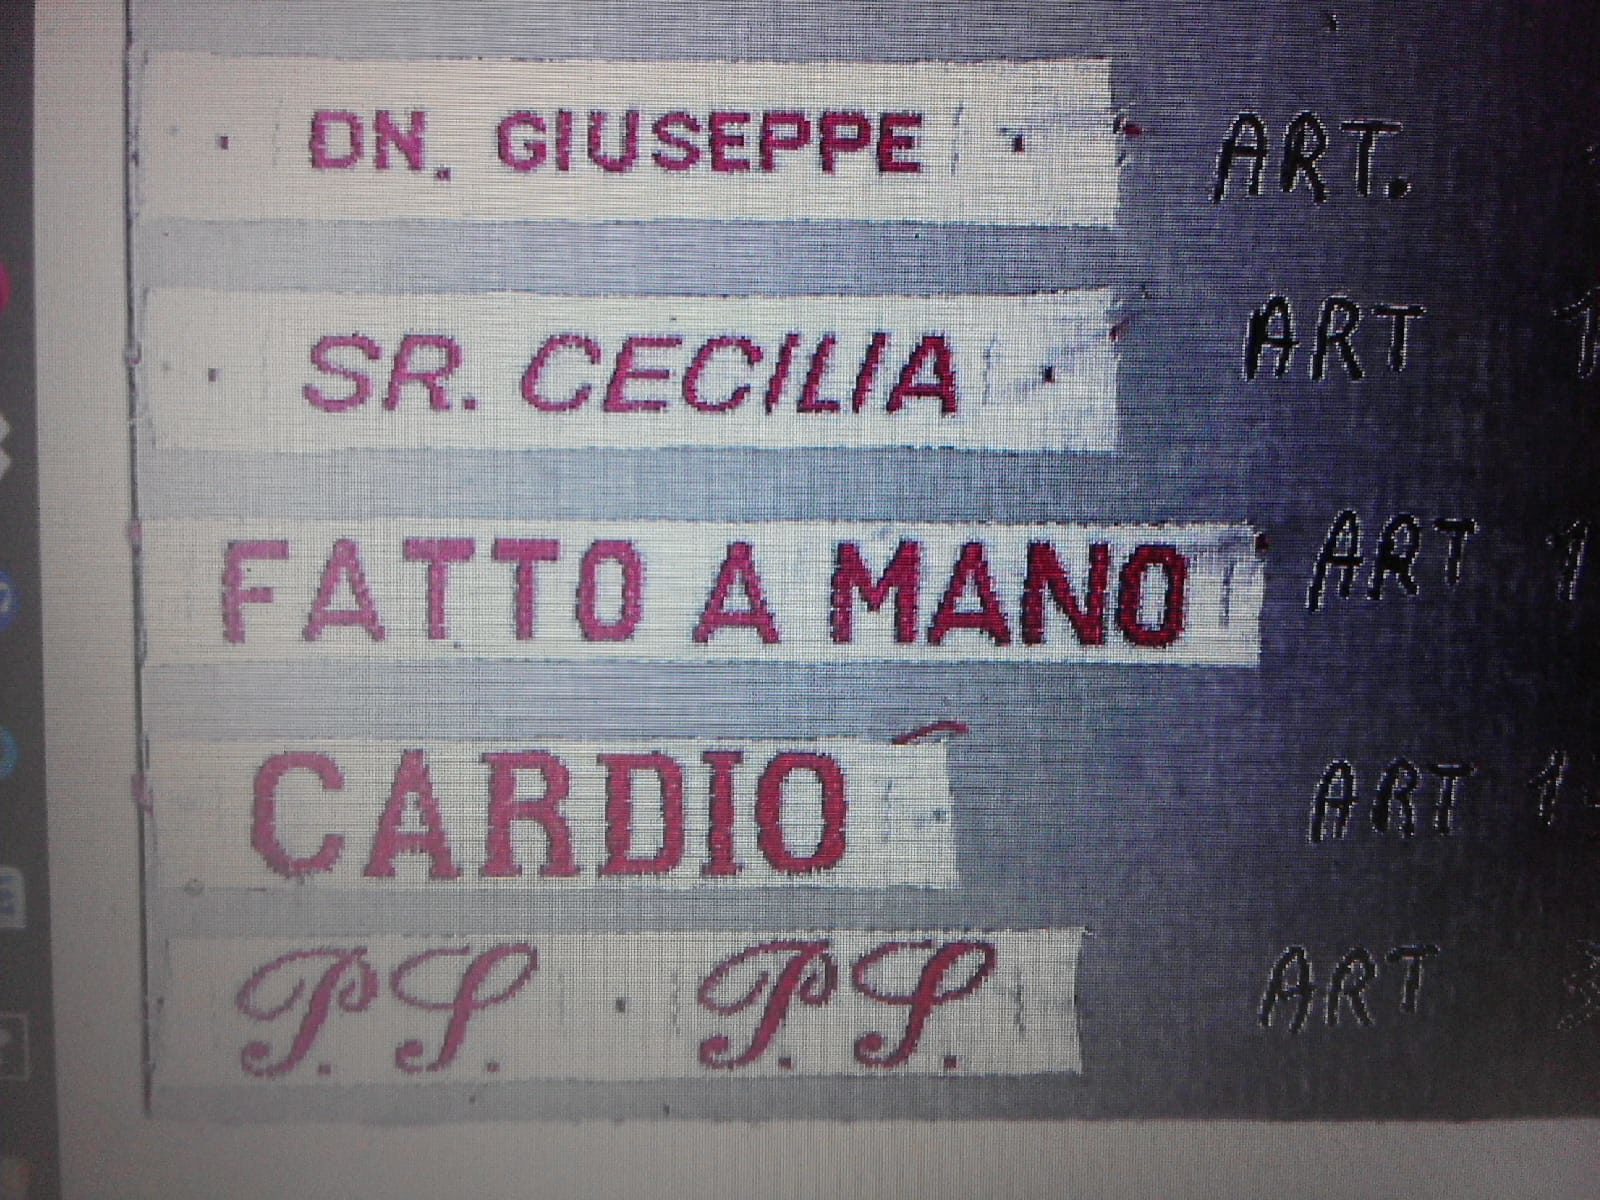 DN. GIUSEPPE ART.
SR. CECILIA ART
FATTO A MANO ART
CARDIO ART
P.S. P.S. ART